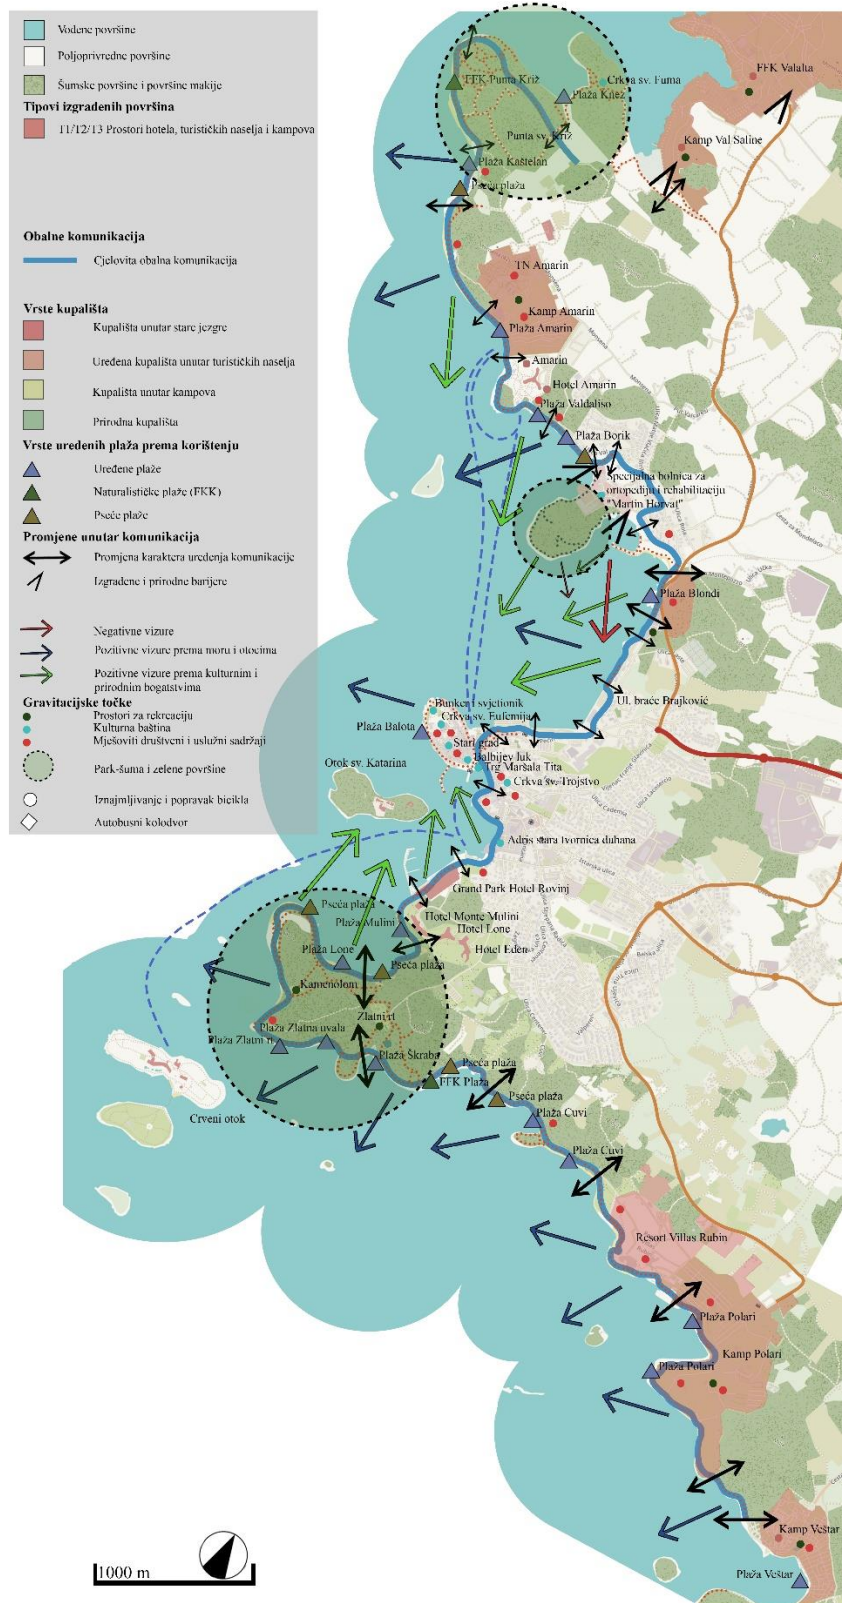 Vodene površine
Poljoprivredne površine
Šumske površine i površine makije
Tipovi izgrađenih površina
T1/T2/T3 Prostori hotela, turističkih naselja i kampova
Obalne komunikacija
Cjelovita obalna komunikacija
Vrste kupališta
Kupališta unutar stare jezgre
Uređena kupališta unutar turističkih naselja
Kupališta unutar kampova
Prirodna kupališta
Vrste uređenih plaža prema korištenju
Uređene plaže
Naturalističke plaže (FKK)
Pseće plaže
Promjene unutar komunikacija
Promjena karaktera uređenja komunikacije
Izgrađene i prirodne barijere
Negativne vizure
Pozitivne vizure prema moru i otocima
Pozitivne vizure prema kulturnim i
prirodnim bogatstvima
Gravitacijske točke
Prostori za rekreaciju
Kulturna baština
Mješoviti društveni i uslužni sadržaji
Park-šuma i zelene površine
Iznajmljivanje i popravak bicikla
Autobusni kolodvor
FFK Valalta
FFK Punta Križ
Crkva sv. Fuma
Plaža Knez
Punta sv. Križ
Kamp Val Saline
Plaža Kaštelan
Pseća plaža
TN Amarin
Kamp Amarin
Plaža Amarin
Amarin
Hotel Amarin
Plaža Valdaliso
Plaža Borik
Specijalna bolnica za
ortopediju i rehabilitaciju
"Martin Horvat"
Plaža Blondi
Ul. braće Brajković
Bunker i svjetionik
Crkva sv. Eufemija
Plaža Balota
Stari grad
Balbijev luk
Trg Maršala Tita
Crkva sv. Trojstvo
Otok sv. Katarina
Adris stara tvornica duhana
Grand Park Hotel Rovinj
Pseća plaža
Plaža Mulini
Hotel Monte Mulini
Hotel Lone
Hotel Eden
Plaža Lone
Pseća plaža
Kamenolom
Zlatni rt
Plaža Zlatna uvala
Plaža Zlatni rt
Plaža Škraba
Pseća plaža
FFK Plaža
Pseća plaža
Plaža Cuvi
Crveni otok
Plaža Cuvi
Resort Villas Rubin
Plaža Polari
Kamp Polari
Plaža Polari
Kamp Veštar
Plaža Veštar
1000 m